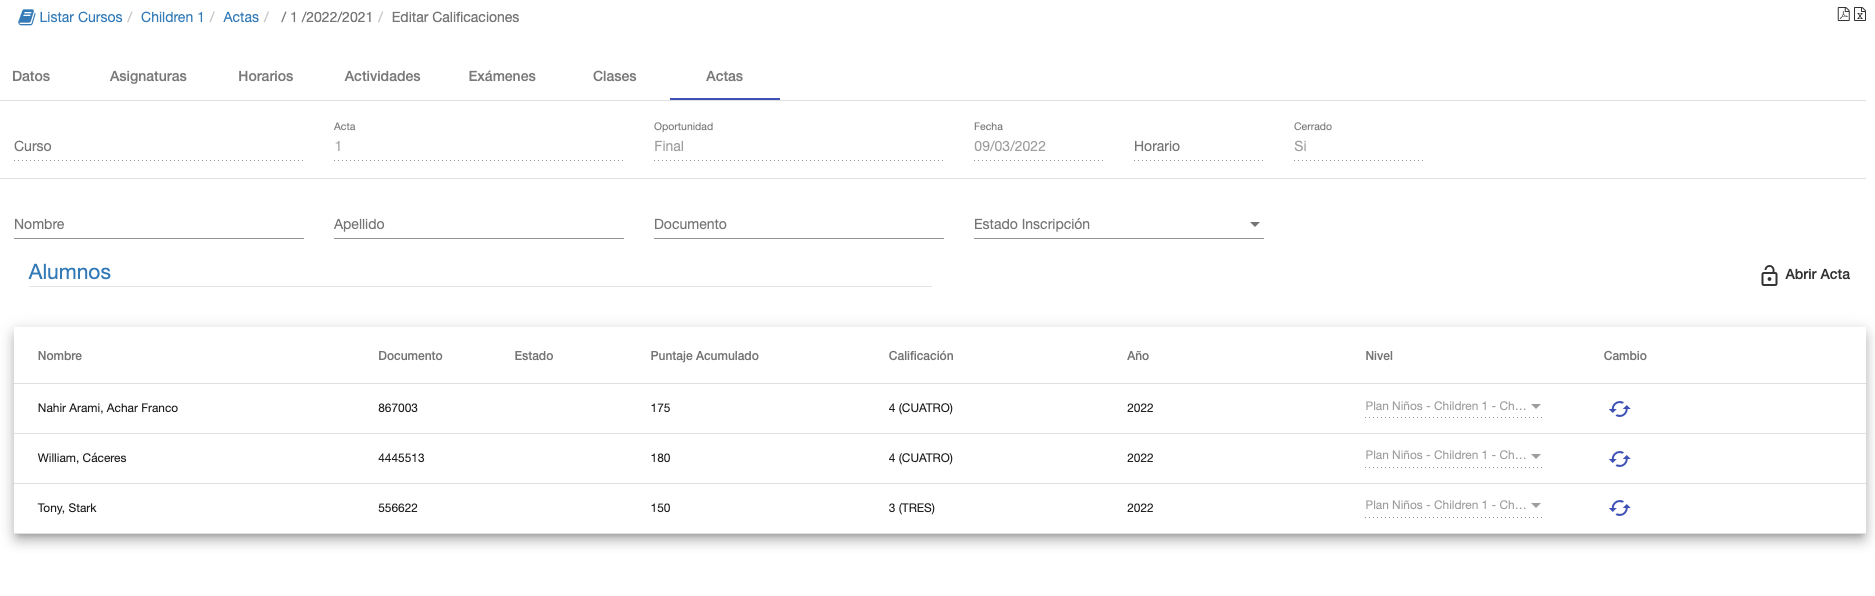 Listar Cursos / Children 1 / Actas / / 1 /2022/2021 / Editar Calificaciones
Datos Asignaturas Horarios Actividades Exámenes Clases Actas
Acta Oportunidad Fecha Cerrado
Curso 1 Final 09/03/2022 Horario Si
Nombre Apellido Documento Estado Inscripción
Alumnos
Abrir Acta
Nombre Documento Estado Puntaje Acumulado Calificación Año Nivel Cambio
Nahir Arami, Achar Franco 867003 175 4 (CUATRO) 2022 Plan Niños - Children 1 - Ch...
William, Cáceres 4445513 180 4 (CUATRO) 2022 Plan Niños - Children 1 - Ch...
Tony, Stark 556622 150 3 (TRES) 2022 Plan Niños - Children 1 - Ch...